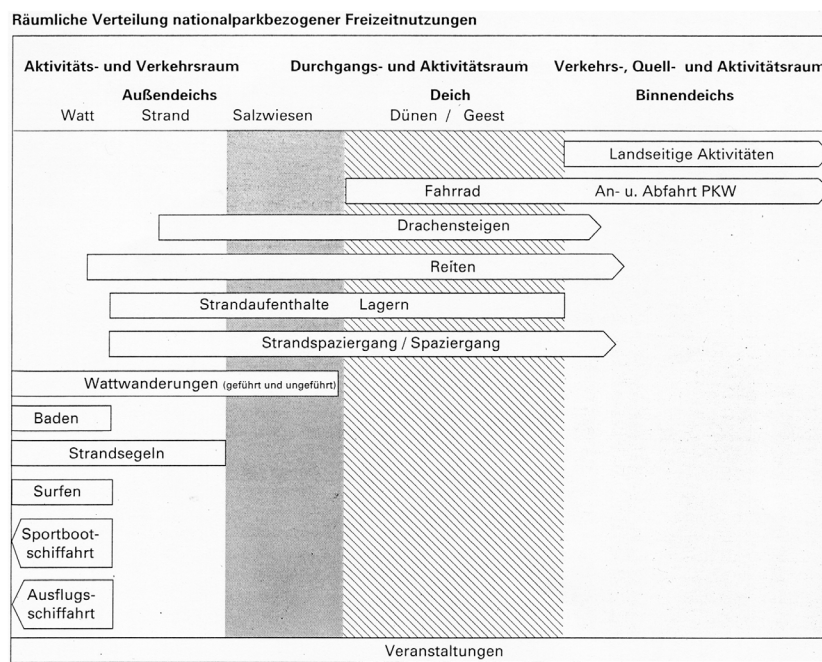 Räumliche Verteilung nationalparkbezogener Freizeitnutzungen
Aktivitäts- und Verkehrsraum Durchgangs- und Aktivitätsraum Verkehrs-, Quell- und Aktivitätsraum
Außendeichs Deich Binnendeichs
Watt Strand Salzwiesen Dünen / Geest
Landseitige Aktivitäten
Fahrrad An- u. Abfahrt PKW
Drachensteigen
Reiten
Strandaufenthalte Lagern
Strandspaziergang / Spaziergang
Wattwanderungen (geführt und ungeführt)
Baden
Strandsegeln
Surfen
Sportboot-
schiffahrt
Ausflugs-
schiffahrt
Veranstaltungen